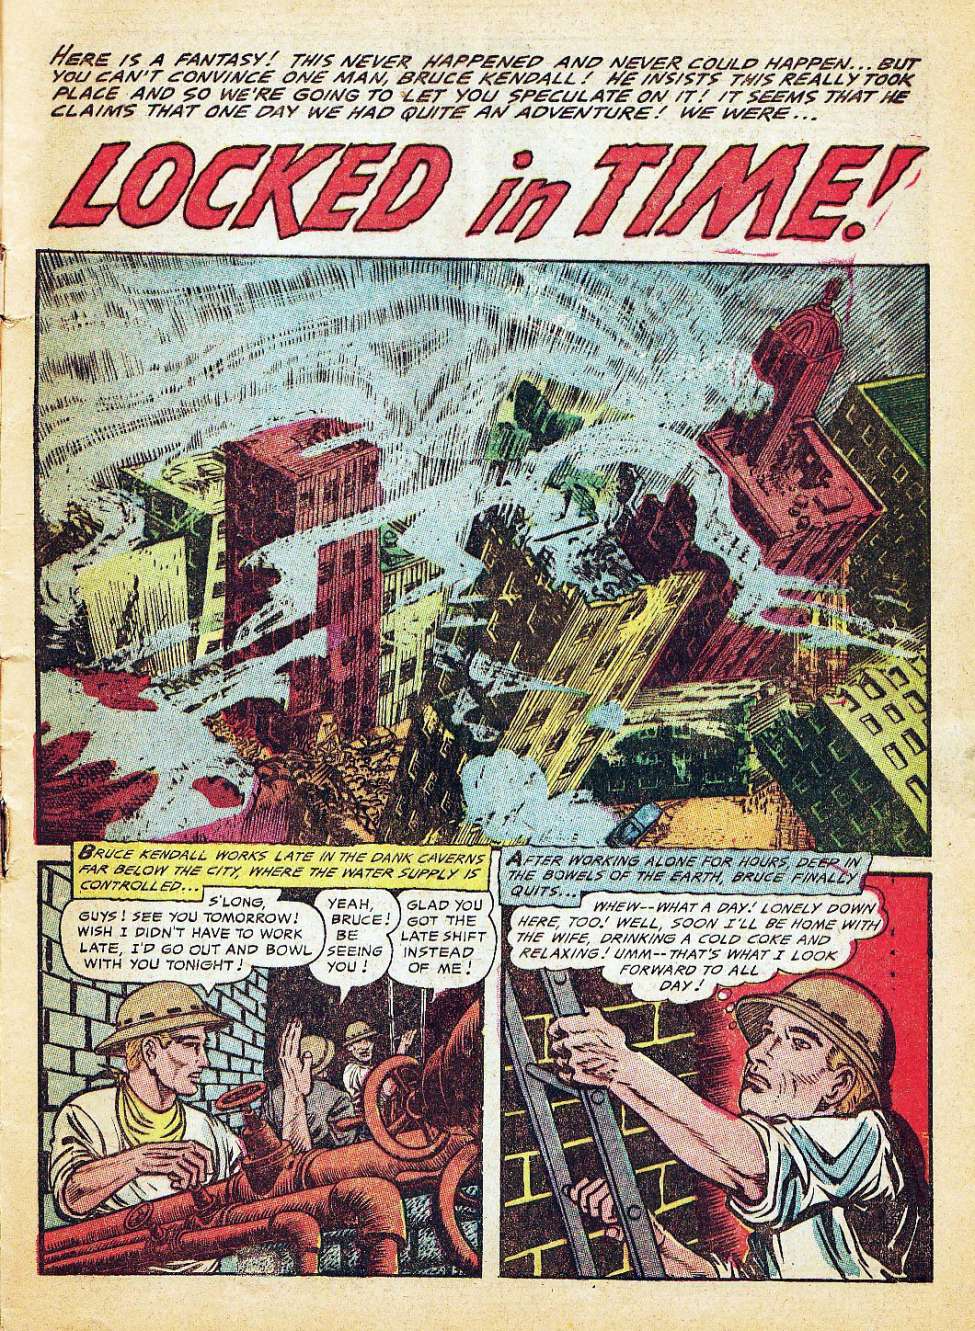 HERE IS A FANTASY! THIS NEVER HAPPENED AND NEVER COULD HAPPEN... BUT
YOU CAN'T CONVINCE ONE MAN, BRUCE KENDALL! HE INSISTS THIS REALLY TOOK
PLACE AND SO WE'RE GOING TO LET YOU SPECULATE ON IT! IT SEEMS THAT HE
CLAIMS THAT ONE DAY WE HAD QUITE AN ADVENTURE! WE WERE...
LOCKED in TIME!
BRUCE KENDALL WORKS LATE IN THE DANK CAVERNS
FAR BELOW THE CITY, WHERE THE WATER SUPPLY IS
CONTROLLED...
S'LONG,
GUYS! SEE YOU TOMORROW!
WISH I DIDN'T HAVE TO WORK
LATE, I'D GO OUT AND BOWL
WITH YOU TONIGHT!
YEAH,
BRUCE!
BE
SEEING
YOU!
GLAD YOU
GOT THE
LATE SHIFT
INSTEAD
OF ME!
AFTER WORKING ALONE FOR HOURS DEEP IN
THE BOWELS OF THE EARTH, BRUCE FINALLY
QUITS...
WHEW--WHAT A DAY! LONELY DOWN
HERE, TOO! WELL, SOON I'LL BE HOME WITH
THE WIFE, DRINKING A COLD COKE AND
RELAXING! UMM--THAT'S WHAT I LOOK
FORWARD TO ALL
DAY!